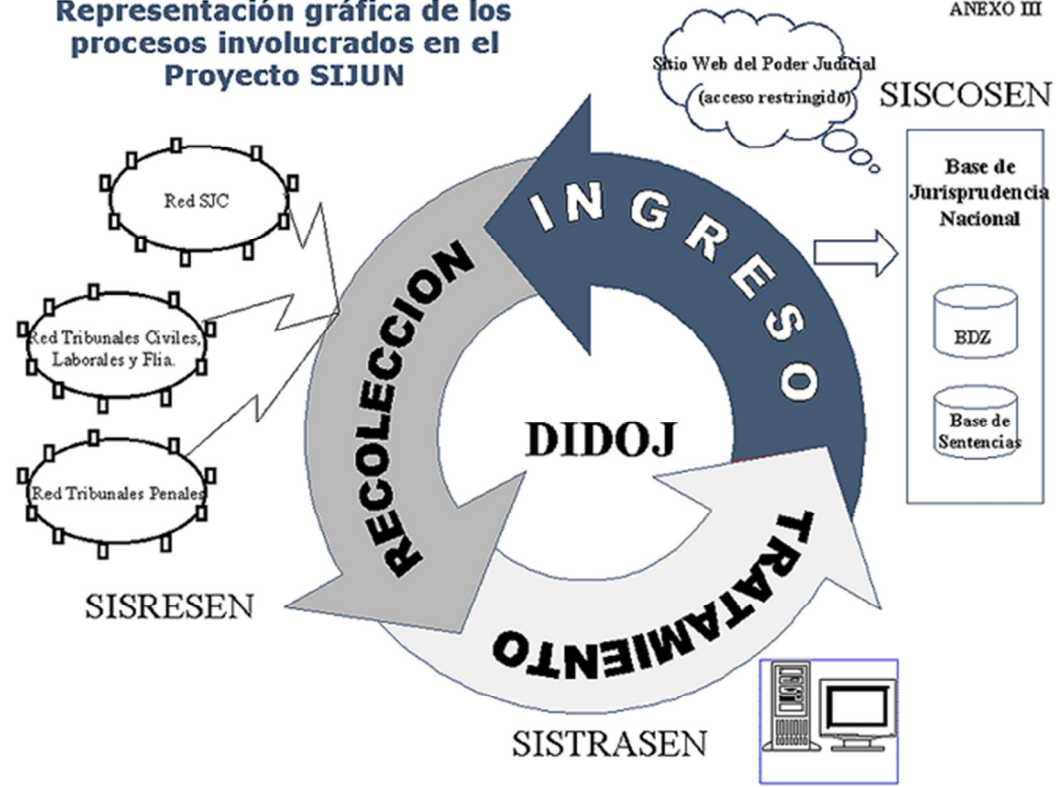 Representación gráfica de los
procesos involucrados en el
Proyecto SIJUN
ANEXO III
Sitio Web del Poder Judicial
(acceso restringido)
SISCOSEN
Base de
Jurisprudencia
Nacional
BDZ
Base de
Sentencias
Red SJC
Red Tribunales Civiles,
Laborales y Flia.
Red Tribunales Penales
SISRESEN
INGRESO
RECOLECCION
DIDOJ
TRATAMIENTO
SISTRASEN